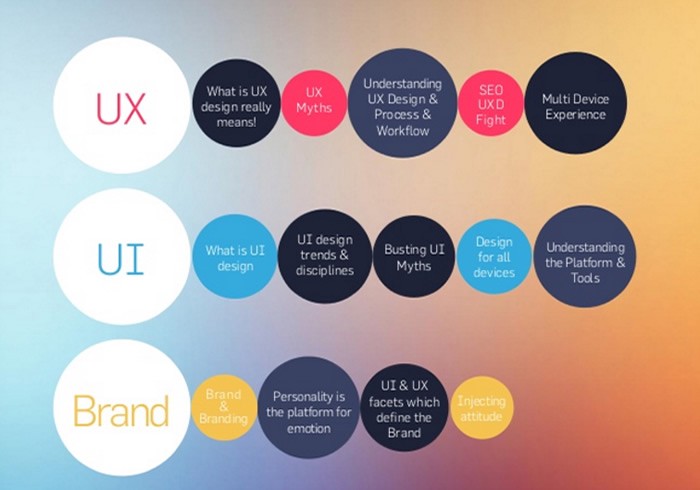 UX
What is UX
design really
means!
UX
Myths
Understanding
UX Design &
Process &
Workflow
SEO
UXD
Fight
Multi Device
Experience
UI
What is UI
design
UI design
trends &
disciplines
Busting UI
Myths
Design
for all
devices
Understanding
the Platform &
Tools
Brand
Brand
&
Branding
Personality is
the platform for
emotion
UI & UX
facets which
define the
Brand
Injecting
attitude